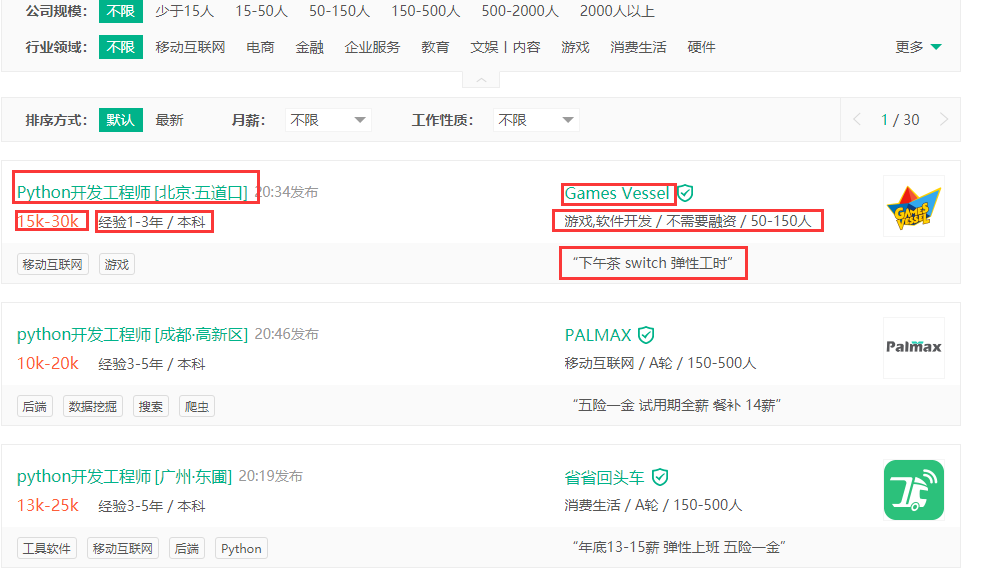 公司规模： 不限 少于15人 15-50人 50-150人 150-500人 500-2000人 2000人以上
行业领域： 不限 移动互联网 电商 金融 企业服务 教育 文娱丨内容 游戏 消费生活 硬件 更多
排序方式： 默认 最新 月薪： 不限 工作性质： 不限 1 / 30
Python开发工程师 [北京·五道口] 20:34发布 Games Vessel
15k-30k 经验1-3年 / 本科 游戏,软件开发 / 不需要融资 / 50-150人
GAMES
VESSEL
移动互联网 游戏 “下午茶 switch 弹性工时”
python开发工程师 [成都·高新区] 20:46发布 PALMAX
Palmax
10k-20k 经验3-5年 / 本科 移动互联网 / A轮 / 150-500人
后端 数据挖掘 搜索 爬虫 “五险一金 试用期全薪 餐补 14薪”
python开发工程师 [广州·东圃] 20:19发布 省省回头车
13k-25k 经验3-5年 / 本科 消费生活 / A轮 / 150-500人
工具软件 移动互联网 后端 Python “年底13-15薪 弹性上班 五险一金”